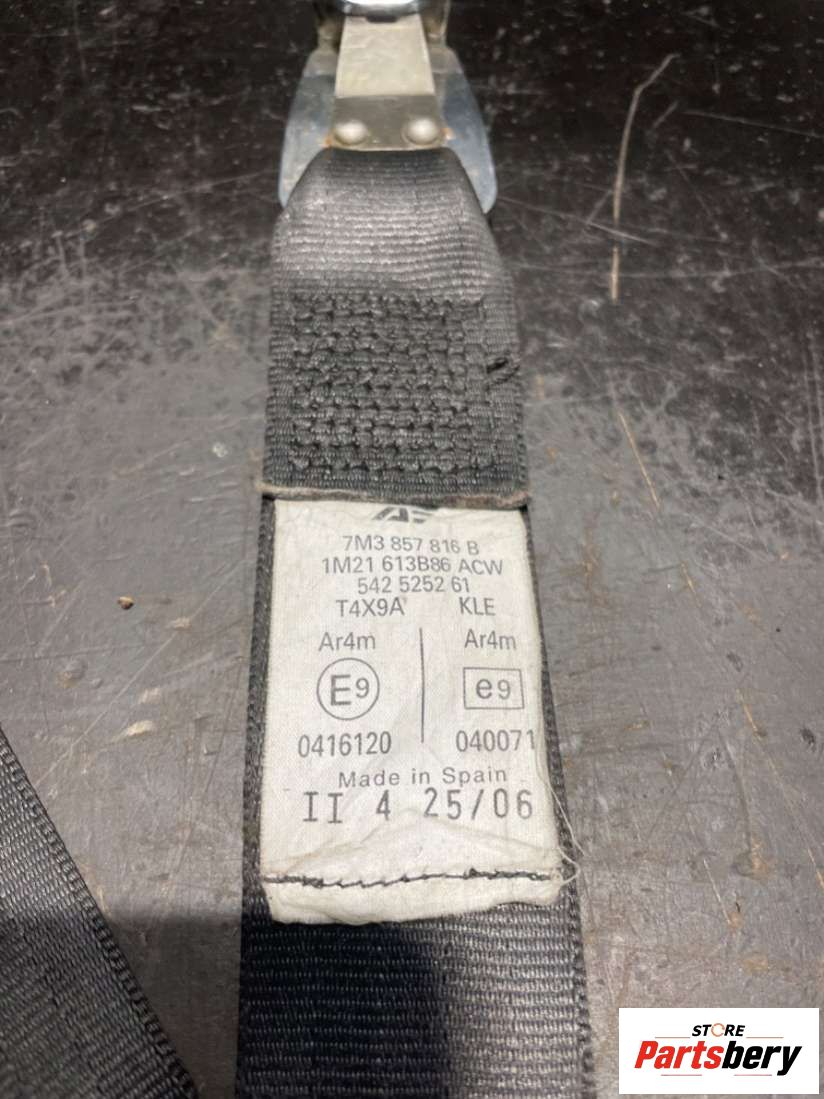 7M3 857 816 B
1M21 613B86 ACW
542 5252 61
T4X9A KLE
Ar4m Ar4m
E9 e9
0416120 040071
Made in Spain
II 4 25/06
STORE
Partsbery